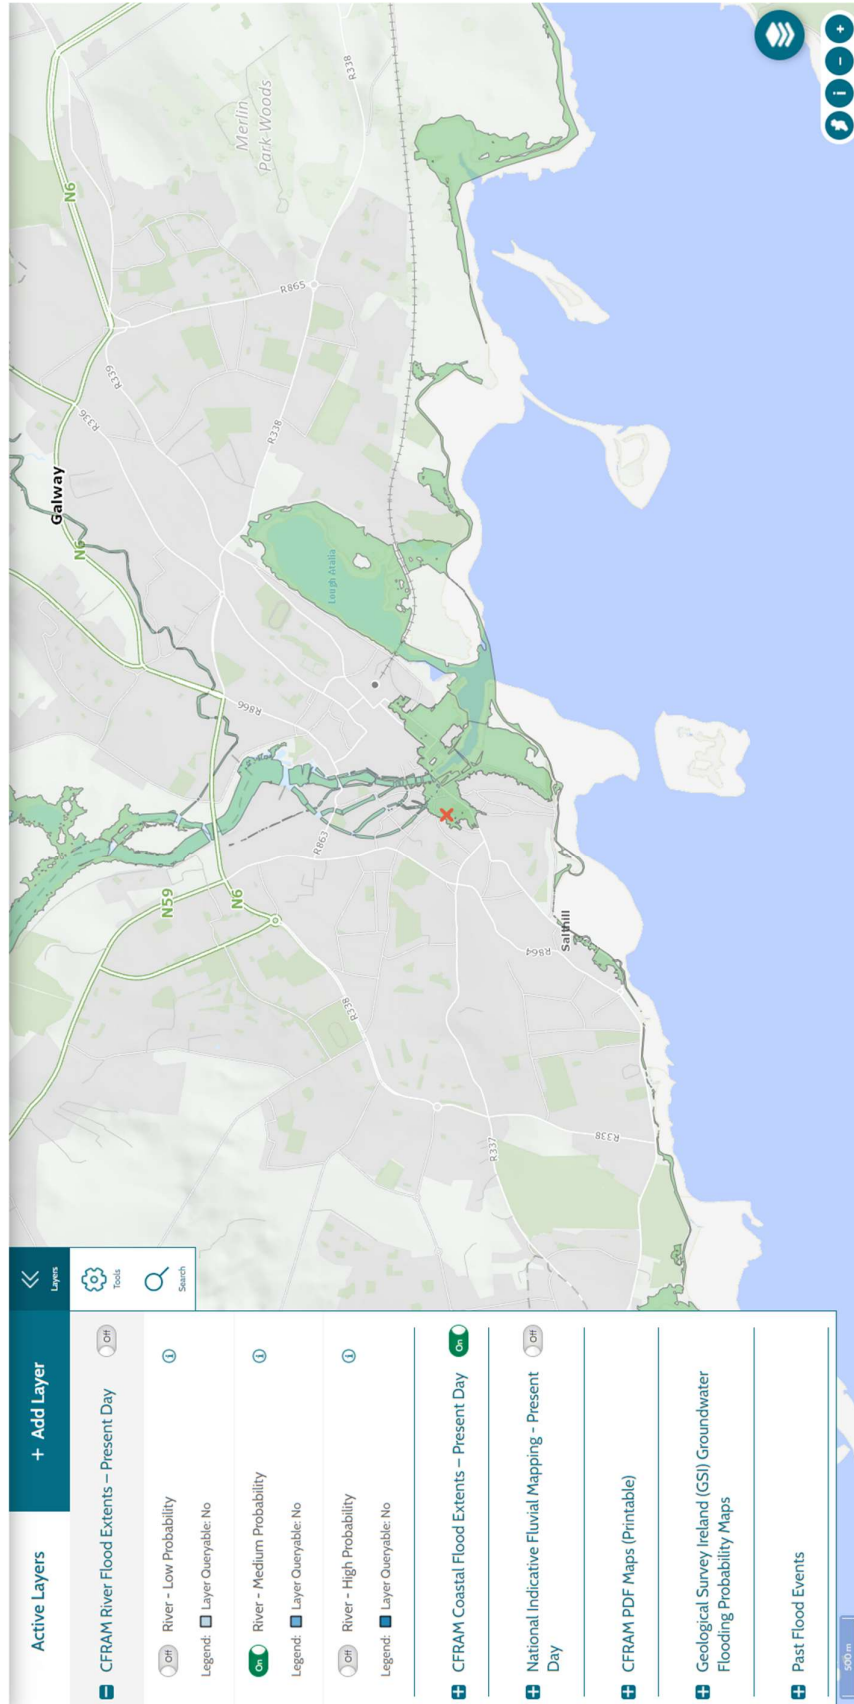 Active Layers
+ Add Layer
Layers
Tools
Search
CFRAM River Flood Extents – Present Day
Off
Off
River - Low Probability
Legend:
Layer Queryable: No
On
River - Medium Probability
Legend:
Layer Queryable: No
Off
River - High Probability
Legend:
Layer Queryable: No
CFRAM Coastal Flood Extents – Present Day
On
National Indicative Fluvial Mapping - Present
Day
Off
CFRAM PDF Maps (Printable)
Geological Survey Ireland (GSI) Groundwater
Flooding Probability Maps
Past Flood Events
500 m
N59
N6
R338
R863
R866
N6
Galway
R336
R339
N6
R338
R865
Merlin
Park Woods
R338
Lough Atalia
Salthill
R864
R337
R338